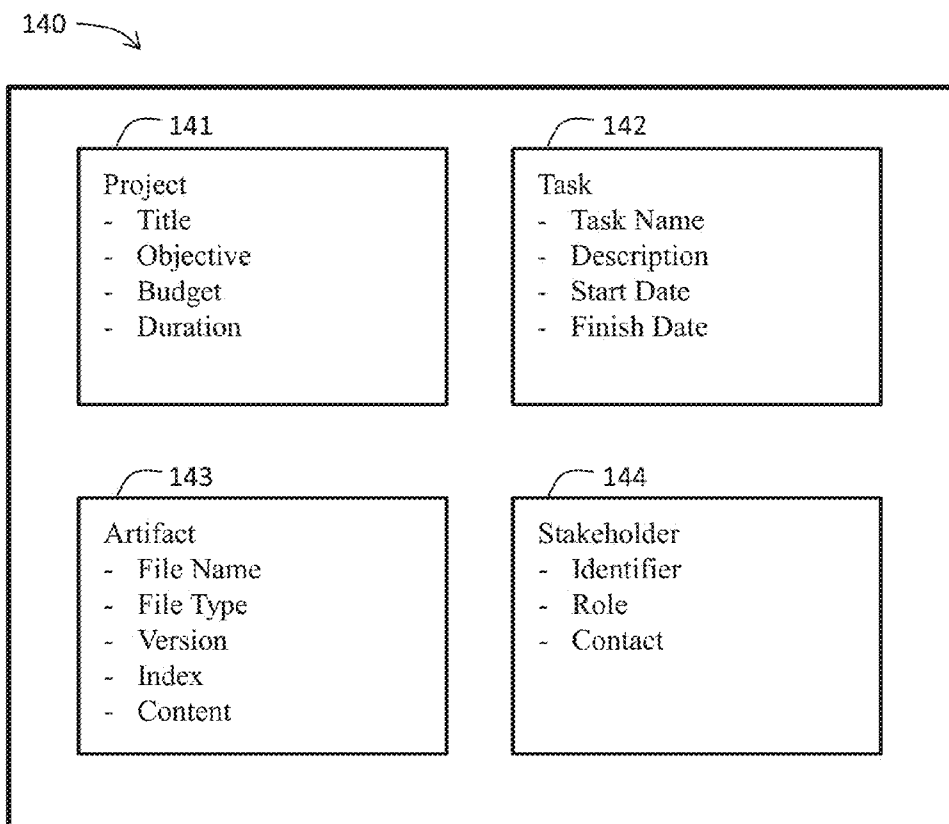 140
141
Project
- Title
- Objective
- Budget
- Duration
142
Task
- Task Name
- Description
- Start Date
- Finish Date
143
Artifact
- File Name
- File Type
- Version
- Index
- Content
144
Stakeholder
- Identifier
- Role
- Contact